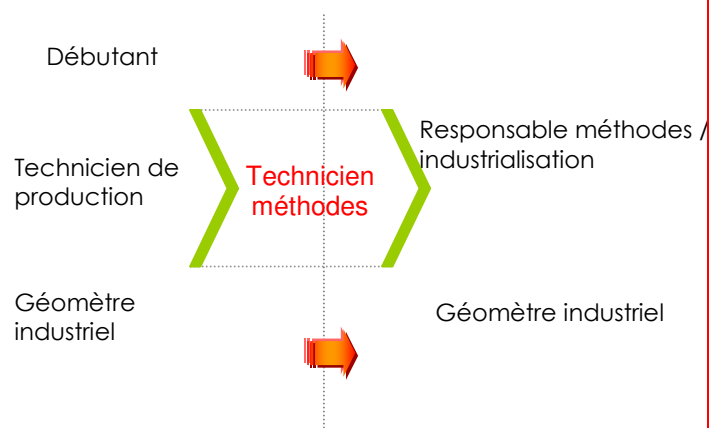 Débutant
Technicien de
production
Technicien
méthodes
Responsable méthodes /
industrialisation
Géomètre
industriel
Géomètre industriel